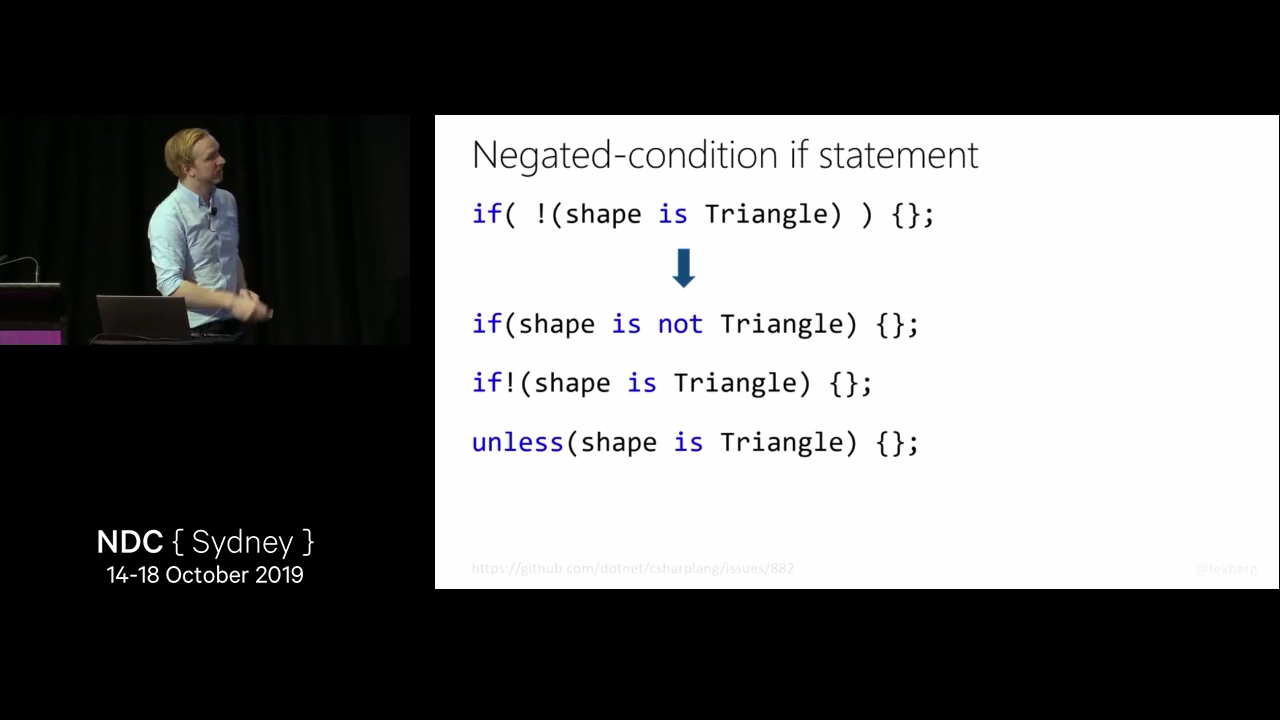 Negated-condition if statement
if( !(shape is Triangle) ) {};
if(shape is not Triangle) {};
if!(shape is Triangle) {};
unless(shape is Triangle) {};
https://github.com/dotnet/csharplang/issues/882
@fekberg
NDC { Sydney }
14-18 October 2019